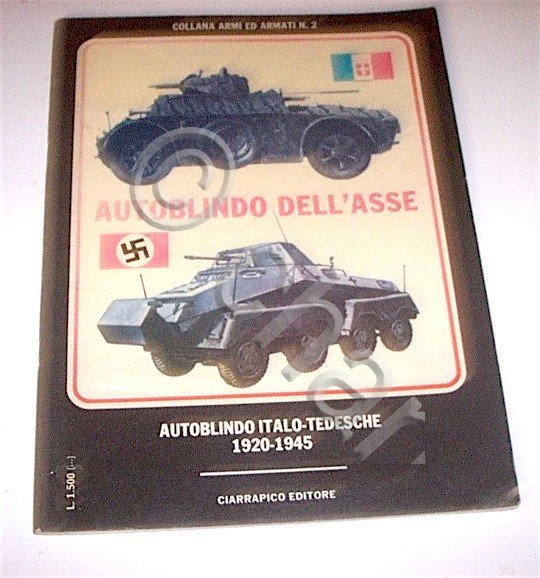 COLLANA ARMI ED ARMATI N. 2
AUTOBLINDO DELL'ASSE
AUTOBLINDO ITALO-TEDESCHE
1920-1945
CIARRAPICO EDITORE
L. 1.500 [...]